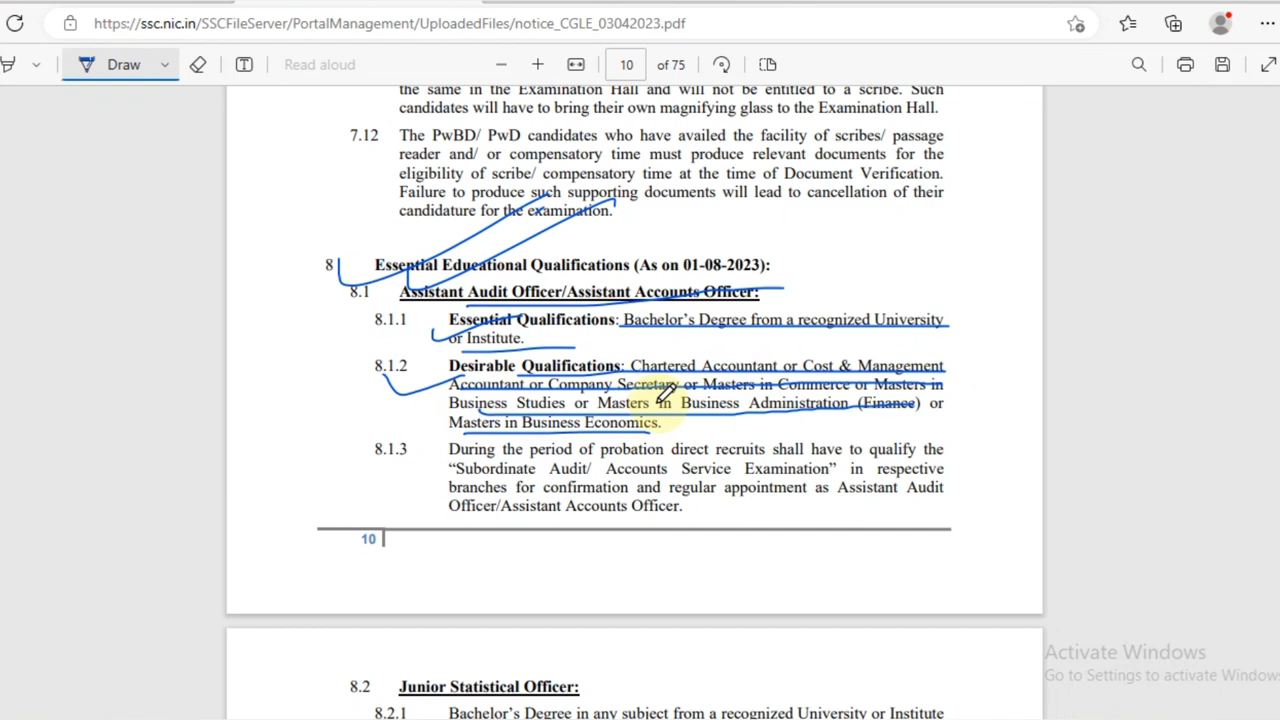 https://ssc.nic.in/SSCFileServer/PortalManagement/UploadedFiles/notice_CGLE_03042023.pdf
Draw
Read aloud
10 of 75
the same in the Examination Hall and will not be entitled to a scribe. Such
candidates will have to bring their own magnifying glass to the Examination Hall.
7.12 The PwBD/ PwD candidates who have availed the facility of scribes/ passage
reader and/ or compensatory time must produce relevant documents for the
eligibility of scribe/ compensatory time at the time of Document Verification.
Failure to produce such supporting documents will lead to cancellation of their
candidature for the examination.
8 Essential Educational Qualifications (As on 01-08-2023):
8.1 Assistant Audit Officer/Assistant Accounts Officer:
8.1.1 Essential Qualifications: Bachelor's Degree from a recognized University
or Institute.
8.1.2 Desirable Qualifications: Chartered Accountant or Cost & Management
Accountant or Company Secretary or Masters in Commerce or Masters in
Business Studies or Masters in Business Administration (Finance) or
Masters in Business Economics.
8.1.3 During the period of probation direct recruits shall have to qualify the
“Subordinate Audit/ Accounts Service Examination” in respective
branches for confirmation and regular appointment as Assistant Audit
Officer/Assistant Accounts Officer.
10
Activate Windows
Go to Settings to activate Windows
8.2 Junior Statistical Officer:
8.2.1 Bachelor's Degree in any subject from a recognized University or Institute